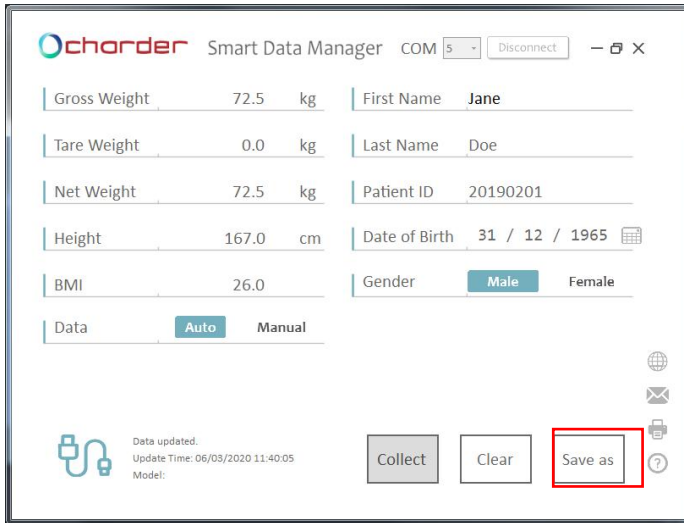 charder Smart Data Manager COM 5 Disconnect
Gross Weight 72.5 kg
First Name Jane
Tare Weight 0.0 kg
Last Name Doe
Net Weight 72.5 kg
Patient ID 20190201
Height 167.0 cm
Date of Birth 31 / 12 / 1965
BMI 26.0
Gender Male Female
Data Auto Manual
Data updated.
Update Time: 06/03/2020 11:40:05
Model:
Collect Clear Save as
?